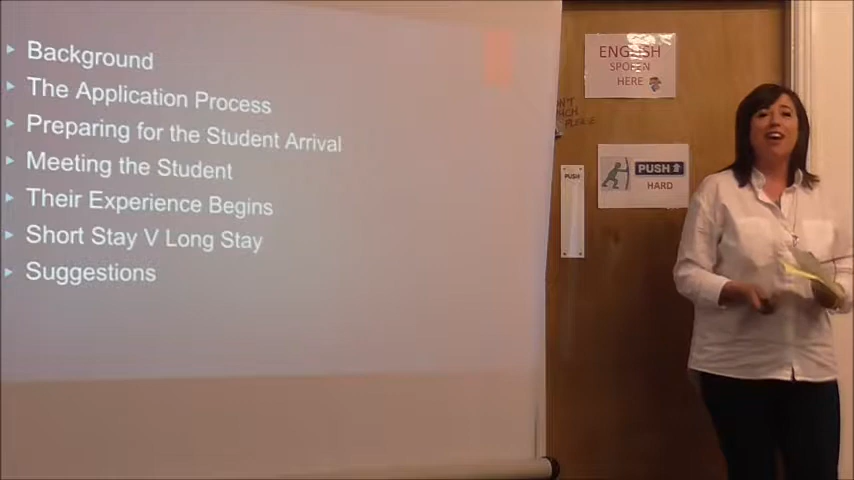 Background
The Application Process
Preparing for the Student Arrival
Meeting the Student
Their Experience Begins
Short Stay V Long Stay
Suggestions
ENGLISH
SPOKEN
HERE
PLEASE
PUSH
PUSH
HARD